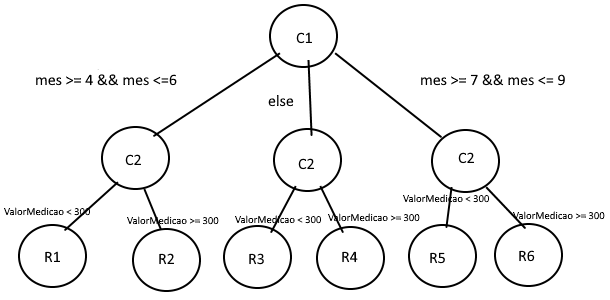 C1
mes >= 4 && mes <=6
mes >= 7 && mes <= 9
else
C2
C2
C2
ValorMedicao < 300
ValorMedicao >= 300
ValorMedicao < 300
ValorMedicao >= 300
ValorMedicao < 300
ValorMedicao >= 300
R1
R2
R3
R4
R5
R6